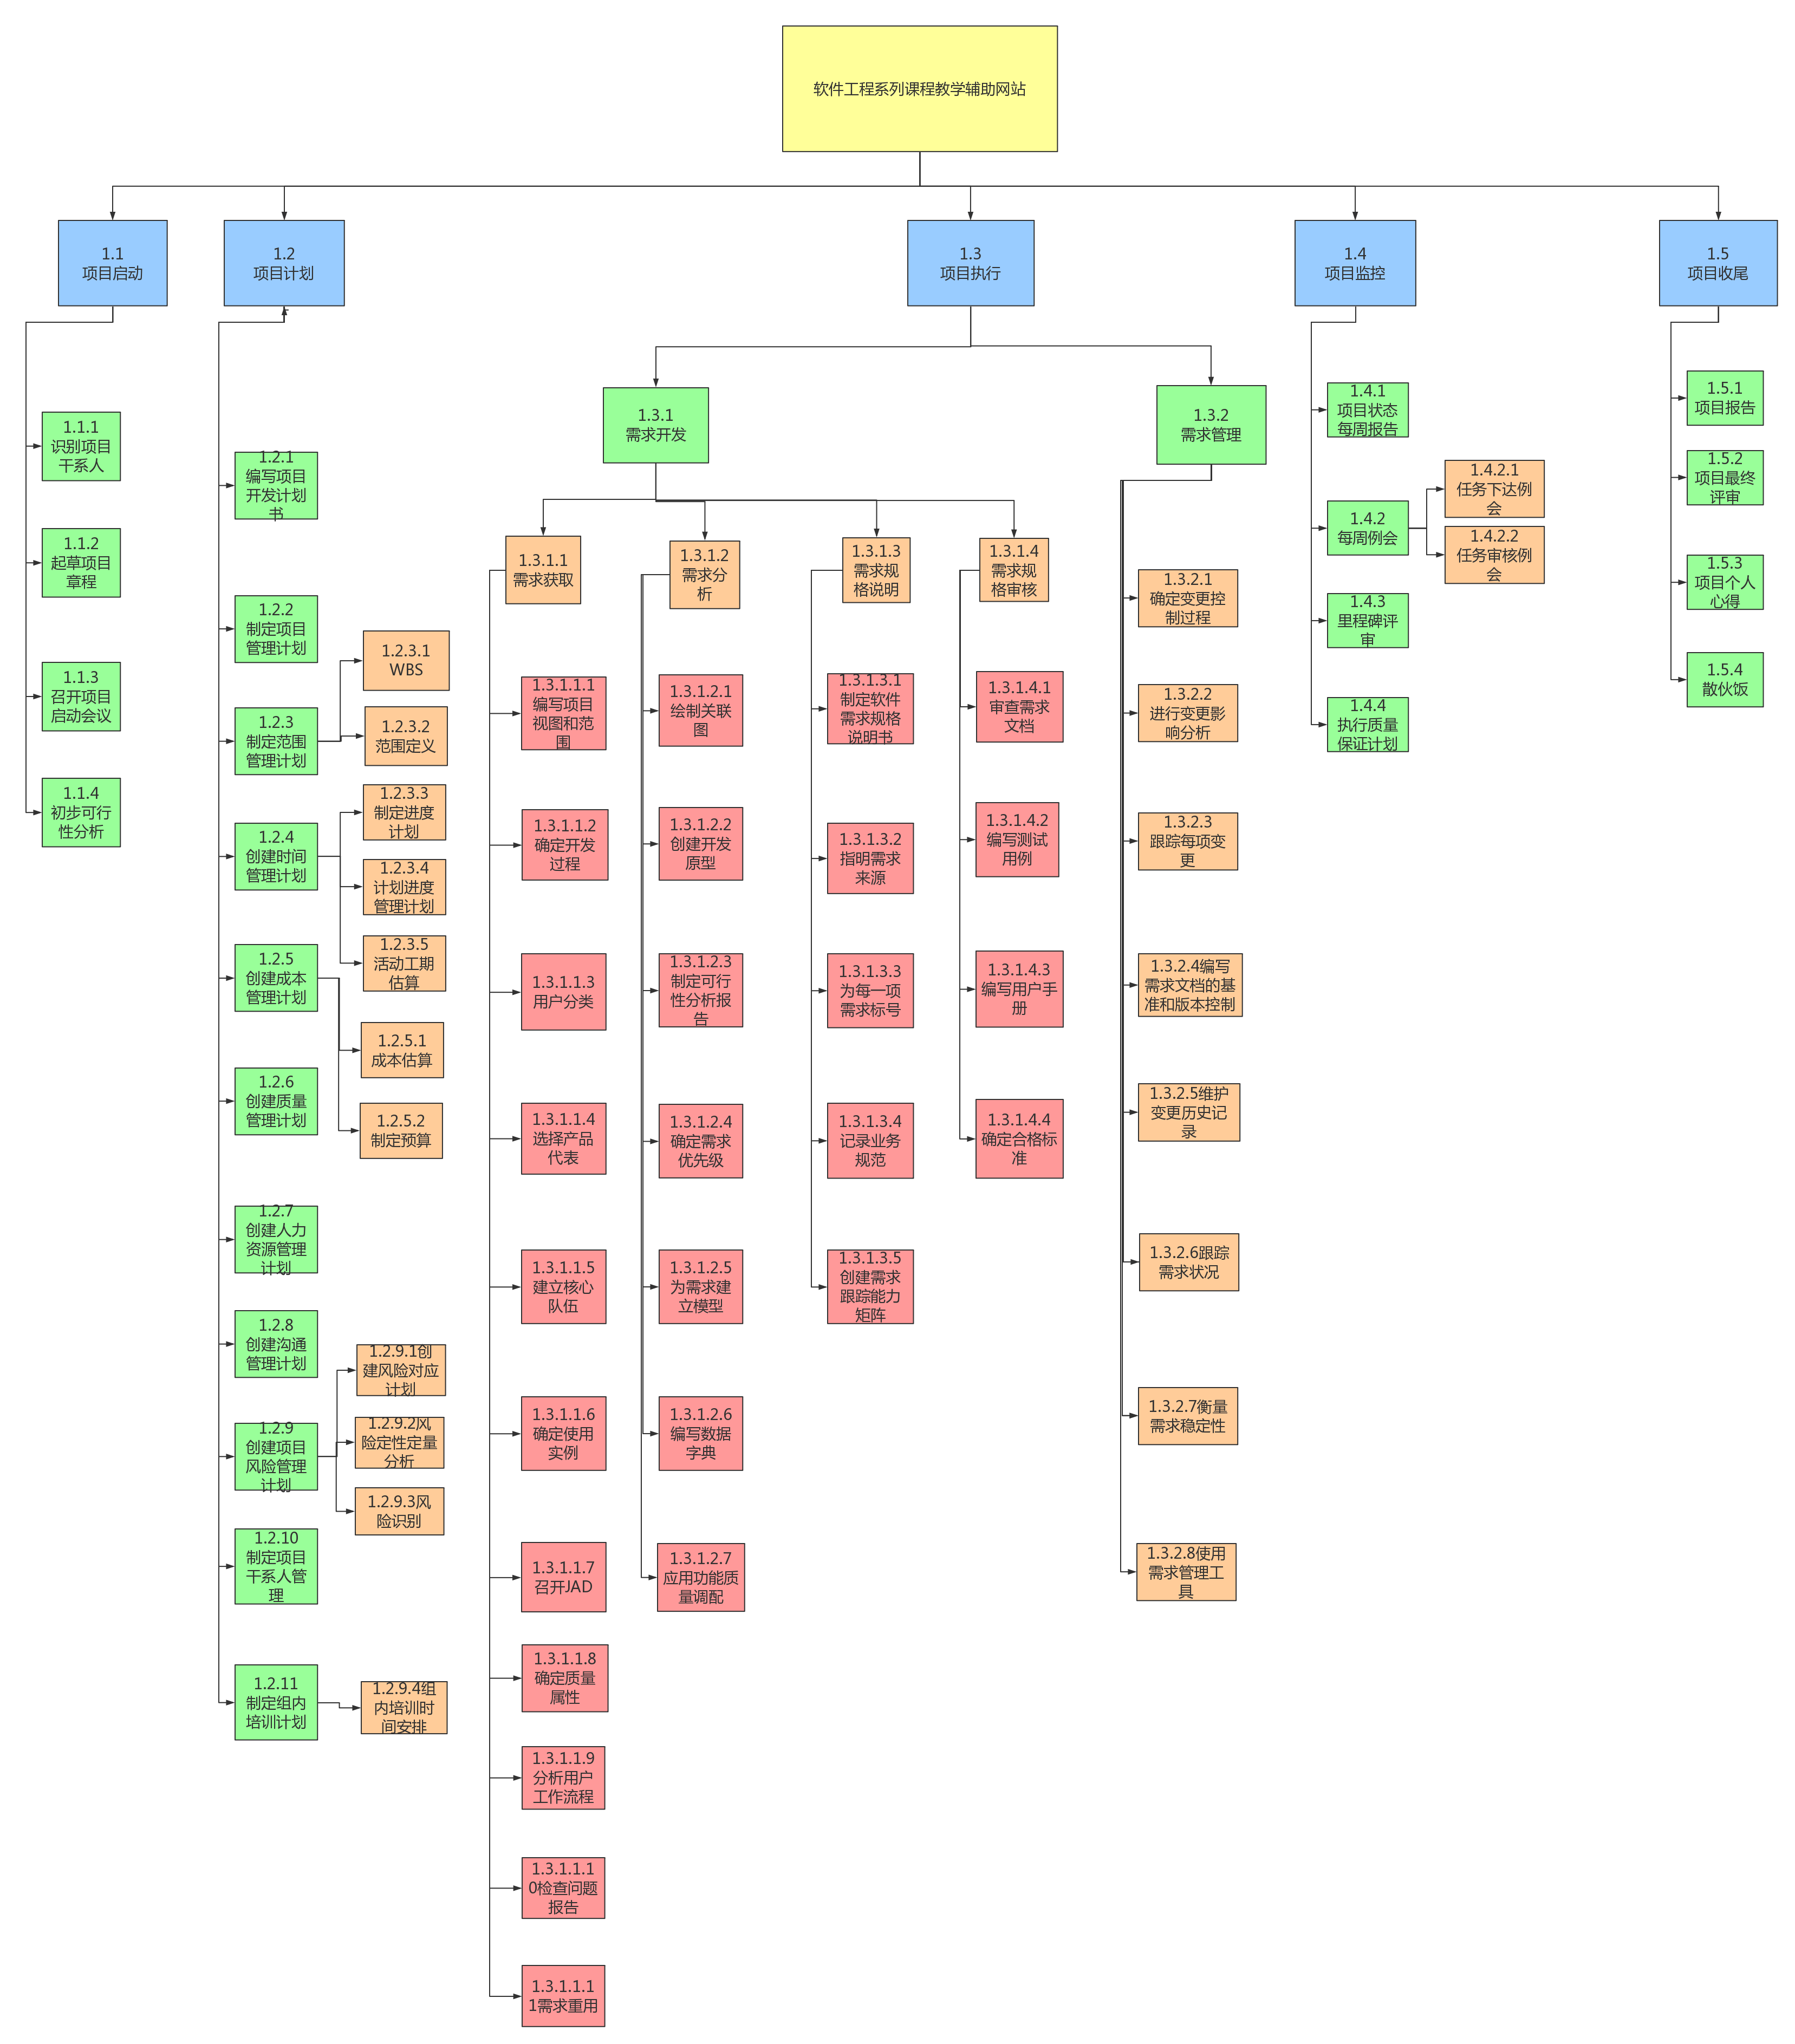 软件工程系列课程教学辅助网站
1.1
项目启动
1.2
项目计划
1.3
项目执行
1.4
项目监控
1.5
项目收尾
1.1.1
识别项目
干系人
1.1.2
起草项目
章程
1.1.3
召开项目
启动会议
1.1.4
初步可行
性分析
1.2.1
编写项目
开发计划
书
1.2.2
制定项目
管理计划
1.2.3
制定范围
管理计划
1.2.3.1
WBS
1.2.3.2
范围定义
1.2.4
创建时间
管理计划
1.2.3.3
制定进度
计划
1.2.3.4
计划进度
管理计划
1.2.3.5
活动工期
估算
1.2.5
创建成本
管理计划
1.2.5.1
成本估算
1.2.5.2
制定预算
1.2.6
创建质量
管理计划
1.2.7
创建人力
资源管理
计划
1.2.8
创建沟通
管理计划
1.2.9
创建项目
风险管理
计划
1.2.9.1创
建风险对应
计划
1.2.9.2风
险定性定量
分析
1.2.9.3风
险识别
1.2.10
制定项目
干系人管
理
1.2.11
制定组内
培训计划
1.2.9.4组
内培训时
间安排
1.3.1
需求开发
1.3.2
需求管理
1.3.1.1
需求获取
1.3.1.2
需求分
析
1.3.1.3
需求规
格说明
1.3.1.4
需求规
格审核
1.3.1.1.1
编写项目
视图和范
围
1.3.1.1.2
确定开发
过程
1.3.1.1.3
用户分类
1.3.1.1.4
选择产品
代表
1.3.1.1.5
建立核心
队伍
1.3.1.1.6
确定使用
实例
1.3.1.1.7
召开JAD
1.3.1.1.8
确定质量
属性
1.3.1.1.9
分析用户
工作流程
1.3.1.1.1
0检查问题
报告
1.3.1.1.1
1需求重用
1.3.1.2.1
绘制关联
图
1.3.1.2.2
创建开发
原型
1.3.1.2.3
制定可行
性分析报
告
1.3.1.2.4
确定需求
优先级
1.3.1.2.5
为需求建
立模型
1.3.1.2.6
编写数据
字典
1.3.1.2.7
应用功能质
量调配
1.3.1.3.1
制定软件
需求规格
说明书
1.3.1.3.2
指明需求
来源
1.3.1.3.3
为每一项
需求标号
1.3.1.3.4
记录业务
规范
1.3.1.3.5
创建需求
跟踪能力
矩阵
1.3.1.4.1
审查需求
文档
1.3.1.4.2
编写测试
用例
1.3.1.4.3
编写用户手
册
1.3.1.4.4
确定合格标
准
1.3.2.1
确定变更控
制过程
1.3.2.2
进行变更影
响分析
1.3.2.3
跟踪每项变
更
1.3.2.4编写
需求文档的基
准和版本控制
1.3.2.5维护
变更历史记
录
1.3.2.6跟踪
需求状况
1.3.2.7衡量
需求稳定性
1.3.2.8使用
需求管理工
具
1.4.1
项目状态
每周报告
1.4.2
每周例会
1.4.2.1
任务下达例
会
1.4.2.2
任务审核例
会
1.4.3
里程碑评
审
1.4.4
执行质量
保证计划
1.5.1
项目报告
1.5.2
项目最终
评审
1.5.3
项目个人
心得
1.5.4
散伙饭